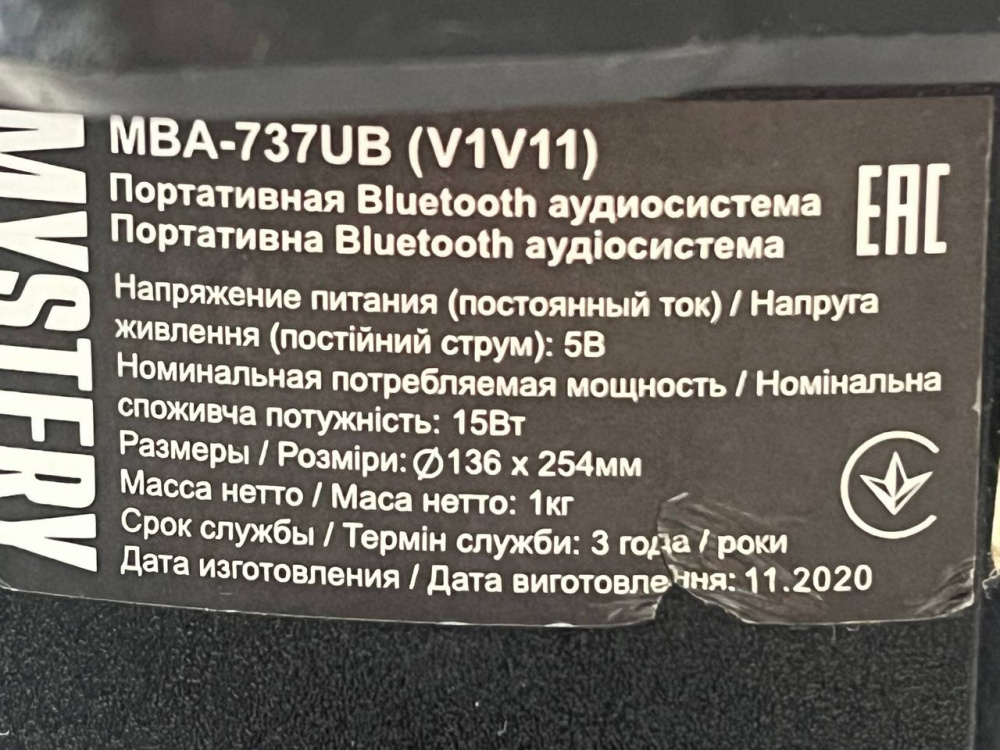 MYSTERY
MBA-737UB (V1V11)
Портативная Bluetooth аудиосистема
Портативна Bluetooth аудіосистема
EAC
Напряжение питания (постоянный ток) / Напруга
живлення (постійний струм): 5В
Номинальная потребляемая мощность / Номінальна
споживча потужність: 15Вт
Размеры / Розміри: Ø136 x 254мм
Масса нетто / Маса нетто: 1кг
Срок службы / Термін служби: 3 года / роки
Дата изготовления / Дата виготовлення: 11.2020